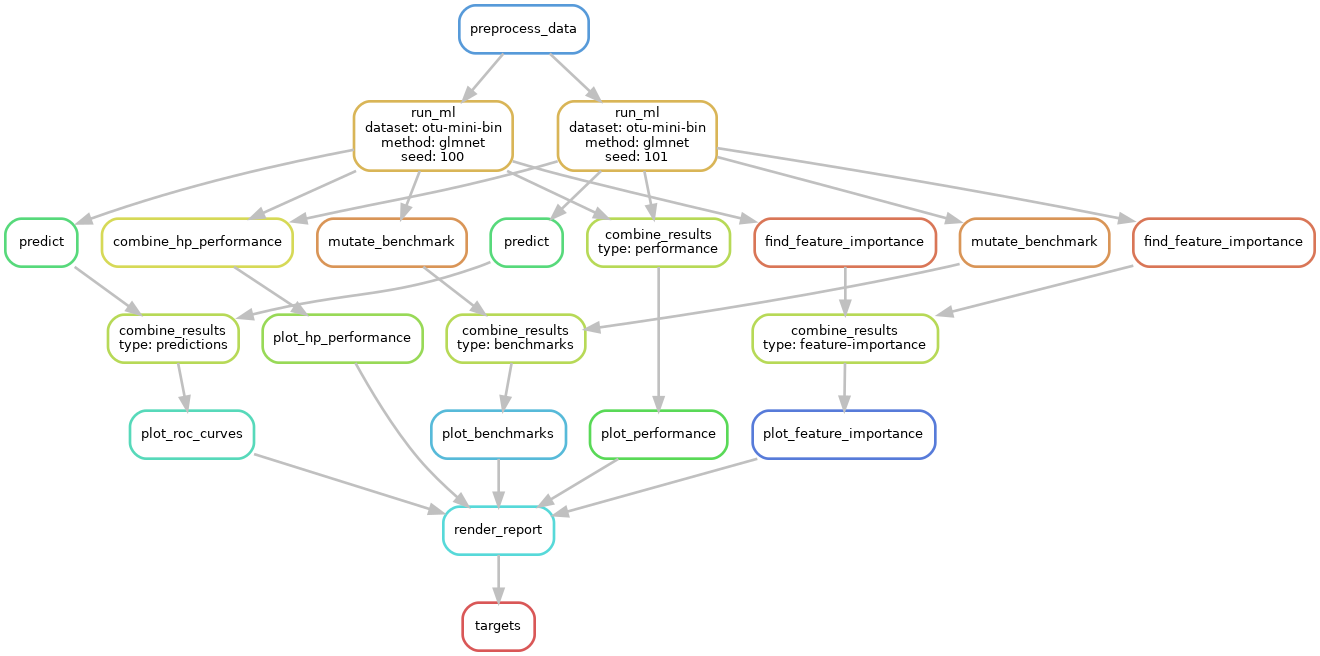 preprocess_data
run_ml
dataset: otu-mini-bin
method: glmnet
seed: 100
run_ml
dataset: otu-mini-bin
method: glmnet
seed: 101
predict
combine_hp_performance
mutate_benchmark
predict
combine_results
type: performance
find_feature_importance
mutate_benchmark
find_feature_importance
combine_results
type: predictions
plot_hp_performance
combine_results
type: benchmarks
combine_results
type: feature-importance
plot_roc_curves
plot_benchmarks
plot_performance
plot_feature_importance
render_report
targets